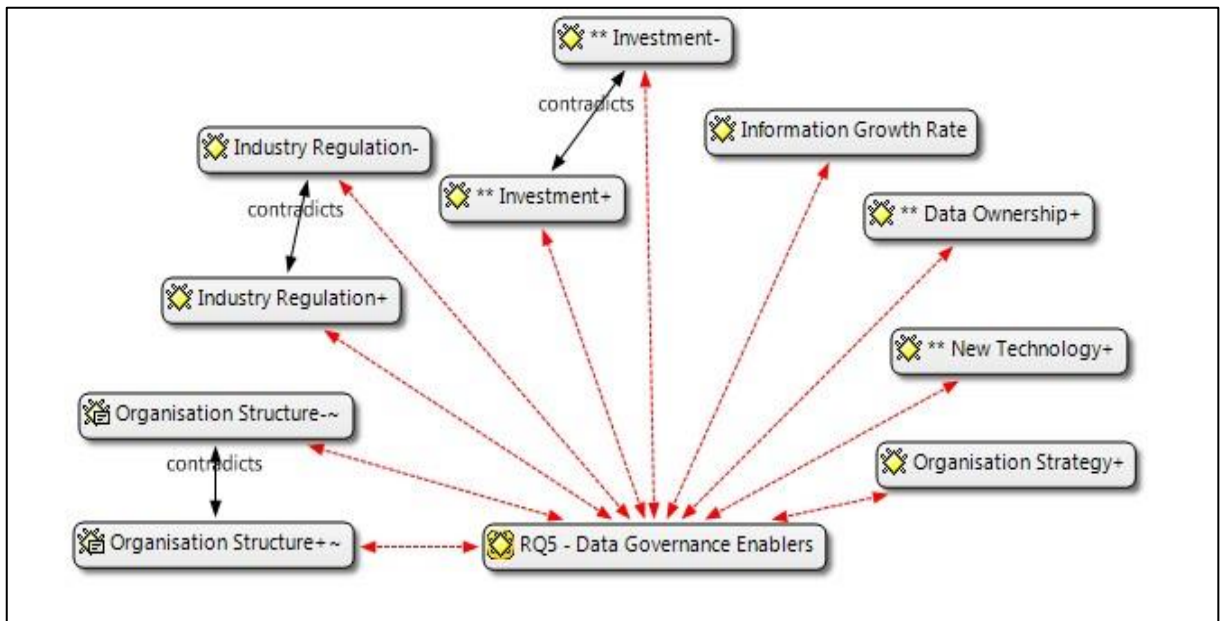 ** Investment-
contradicts
Information Growth Rate
Industry Regulation-
** Investment+
contradicts
** Data Ownership+
Industry Regulation+
** New Technology+
Organisation Structure-~
contradicts
Organisation Strategy+
Organisation Structure+~
RQ5 - Data Governance Enablers